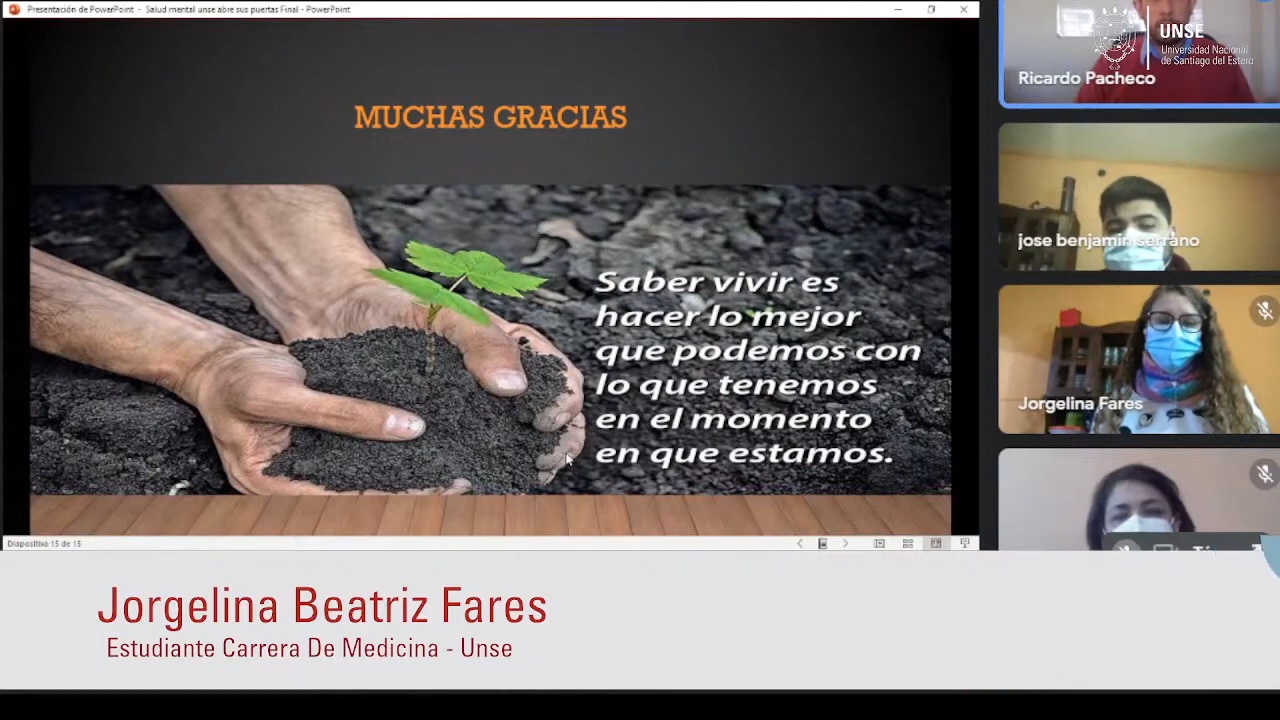 Presentación de PowerPoint - Salud mental unse abre sus puertas Final - PowerPoint
UNSE
Universidad Nacional
de Santiago del Estero
Ricardo Pacheco
MUCHAS GRACIAS
jose benjamin serrano
Saber vivir es
hacer lo mejor
que podemos con
lo que tenemos
en el momento
en que estamos.
Jorgelina Fares
Diapositiva 15 de 15
Jorgelina Beatriz Fares
Estudiante Carrera De Medicina - Unse